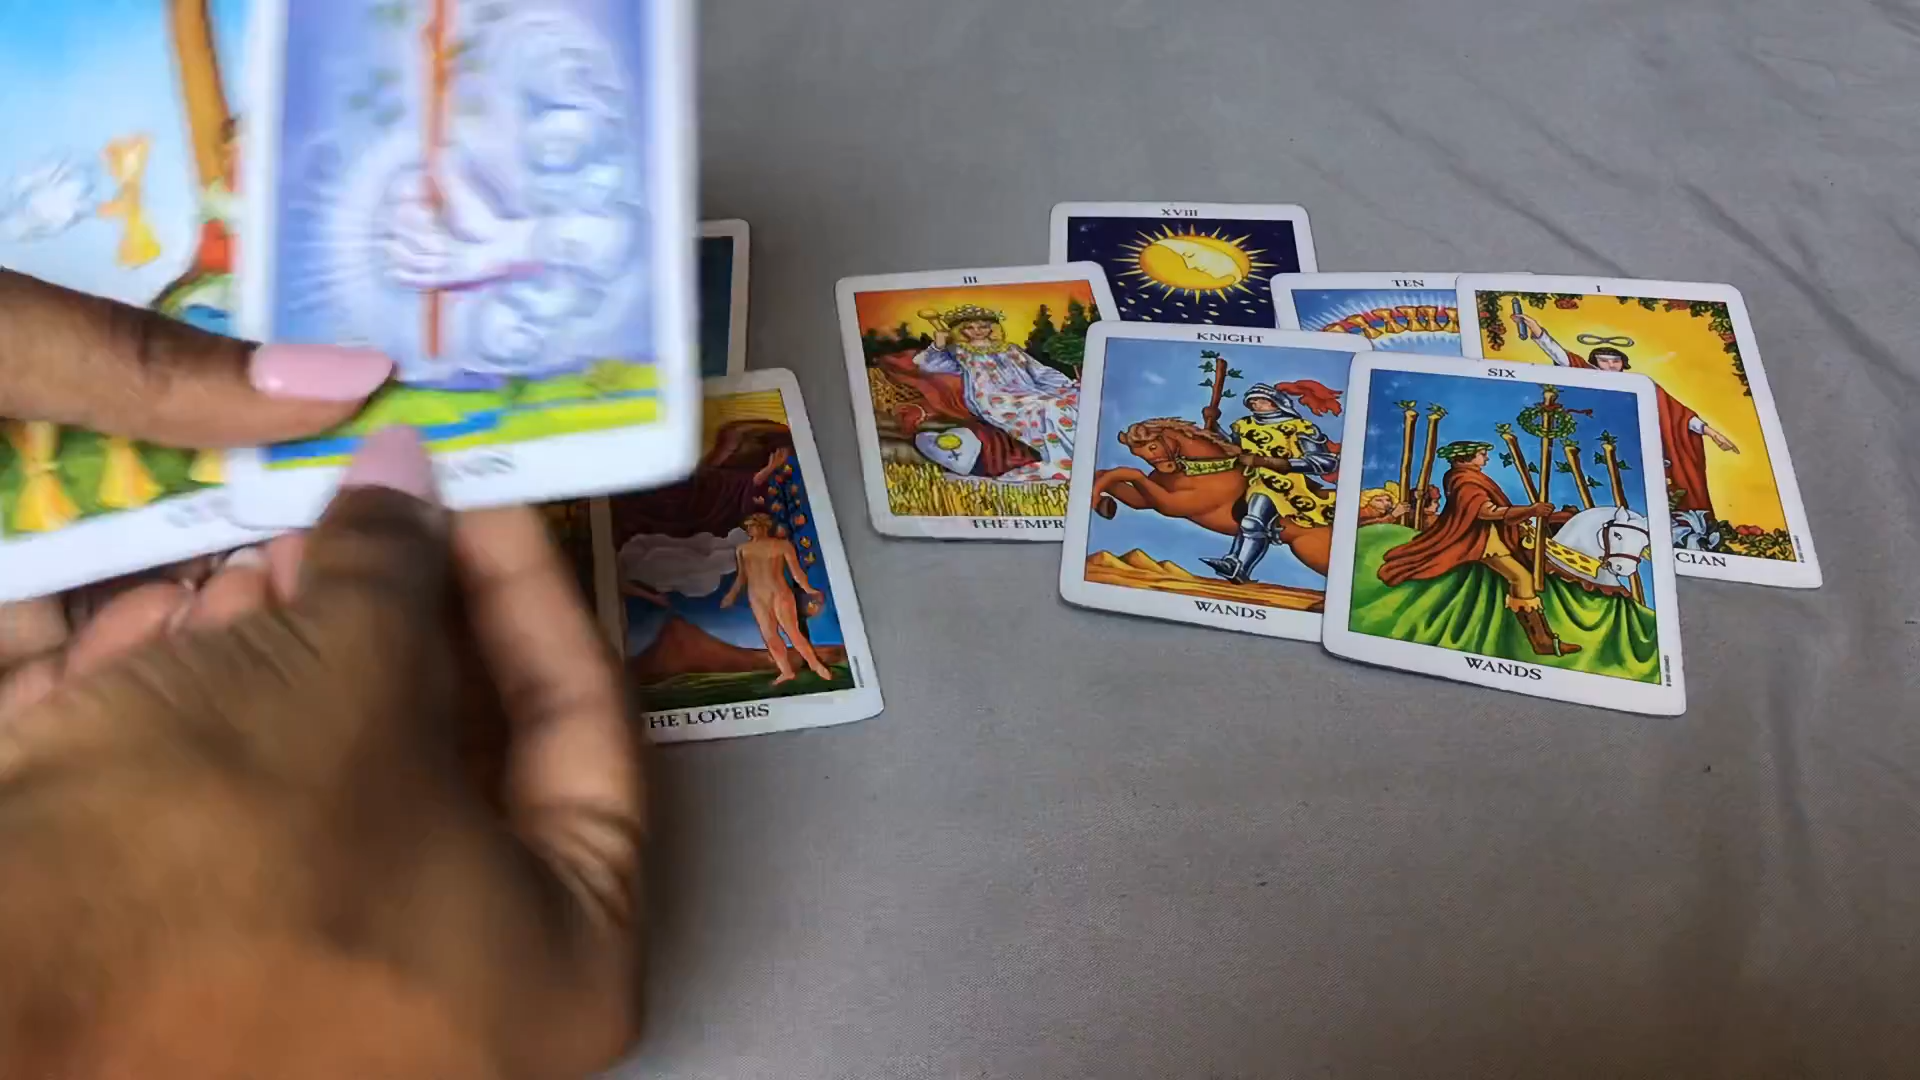 XVIII
III
TEN
I
KNIGHT
SIX
THE EMPR
CIAN
WANDS
WANDS
HE LOVERS